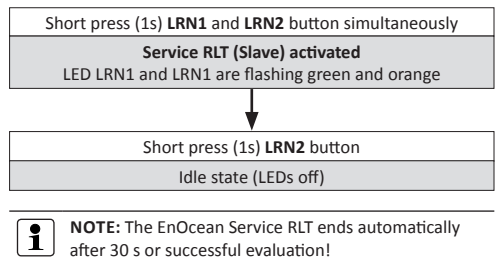 Short press (1s) LRN1 and LRN2 button simultaneously
Service RLT (Slave) activated
LED LRN1 and LRN1 are flashing green and orange
Short press (1s) LRN2 button
Idle state (LEDs off)
NOTE: The EnOcean Service RLT ends automatically
after 30 s or successful evaluation!